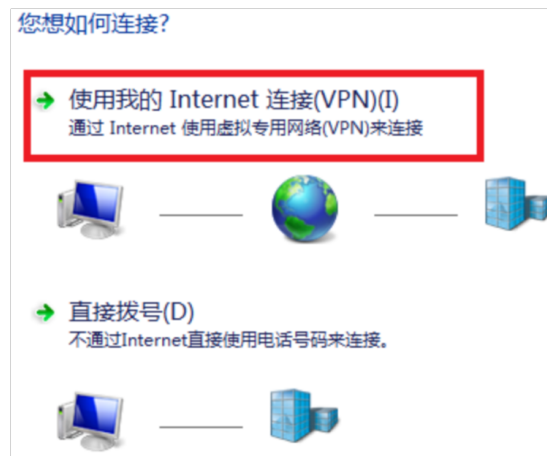 您想如何连接?
使用我的 Internet 连接(VPN)(I)
通过 Internet 使用虚拟专用网络(VPN)来连接
直接拨号(D)
不通过Internet直接使用电话号码来连接。